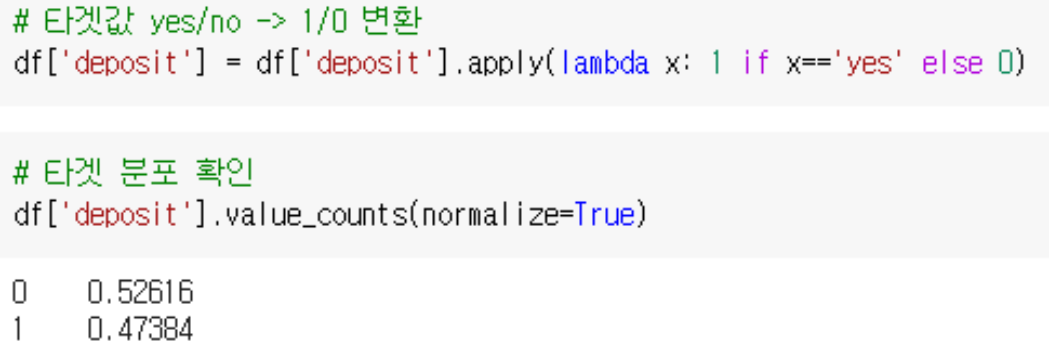 # 타겟값 yes/no -> 1/0 변환
df['deposit'] = df['deposit'].apply(lambda x: 1 if x=='yes' else 0)
# 타겟 분포 확인
df['deposit'].value_counts(normalize=True)
0    0.52616
1    0.47384